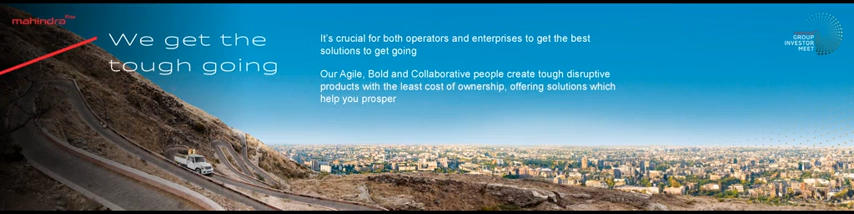 mahindra Rise
We get the
tough going
It's crucial for both operators and enterprises to get the best
solutions to get going
Our Agile, Bold and Collaborative people create tough disruptive
products with the least cost of ownership, offering solutions which
help you prosper
GROUP
INVESTOR
MEET